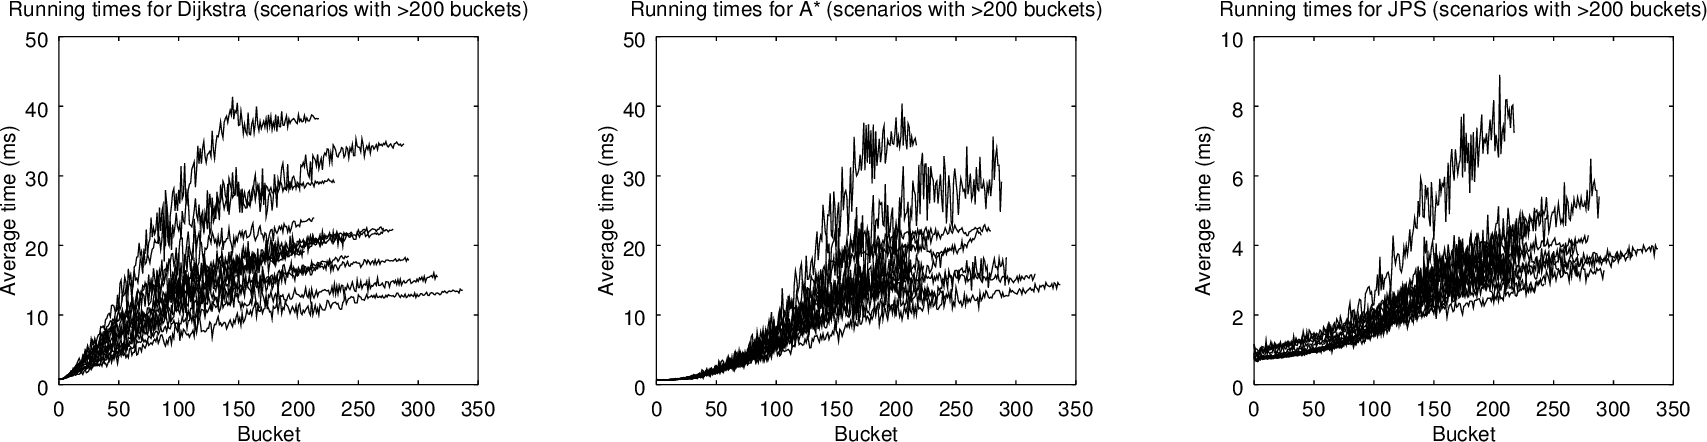 Running times for Dijkstra (scenarios with >200 buckets)
Average time (ms)
50
40
30
20
10
0
0 50 100 150 200 250 300 350
Bucket
Running times for A* (scenarios with >200 buckets)
Average time (ms)
50
40
30
20
10
0
0 50 100 150 200 250 300 350
Bucket
Running times for JPS (scenarios with >200 buckets)
Average time (ms)
10
8
6
4
2
0
0 50 100 150 200 250 300 350
Bucket